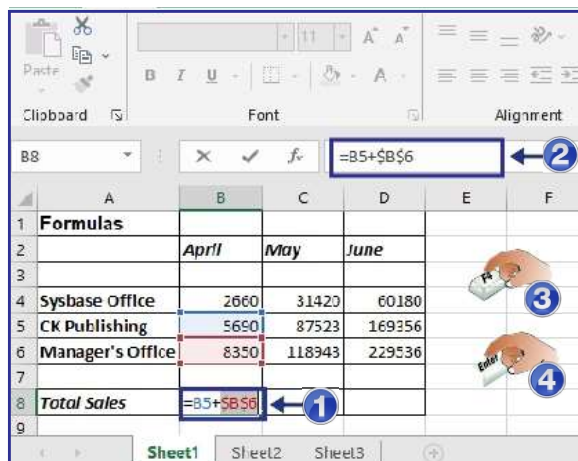 11 A A
Paste B I U A
Clipboard Font Alignment
B8 fx =B5+$B$6 2
A B C D E F
1 Formulas
2 April May June
3
4 Sysbase Office 2660 31420 60180
5 CK Publishing 5690 87523 169356
6 Manager's Office 8350 118943 229536
7
8 Total Sales =B5+$B$6 1
9
F4 3
Enter 4
Sheet1 Sheet2 Sheet3